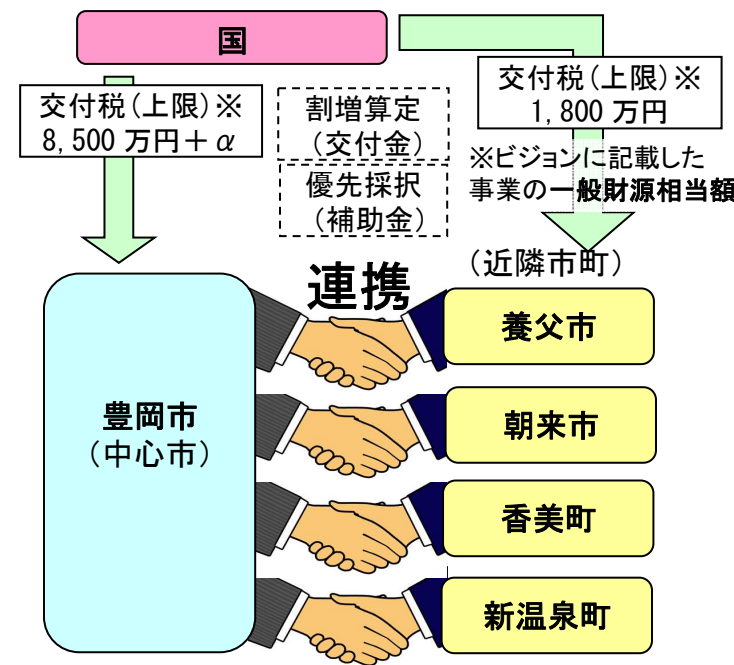 国
交付税(上限)※
8,500 万円+α
割増算定
(交付金)
優先採択
(補助金)
交付税(上限)※
1,800 万円
※ビジョンに記載した
事業の一般財源相当額
(近隣市町)
連携
豊岡市
(中心市)
養父市
朝来市
香美町
新温泉町